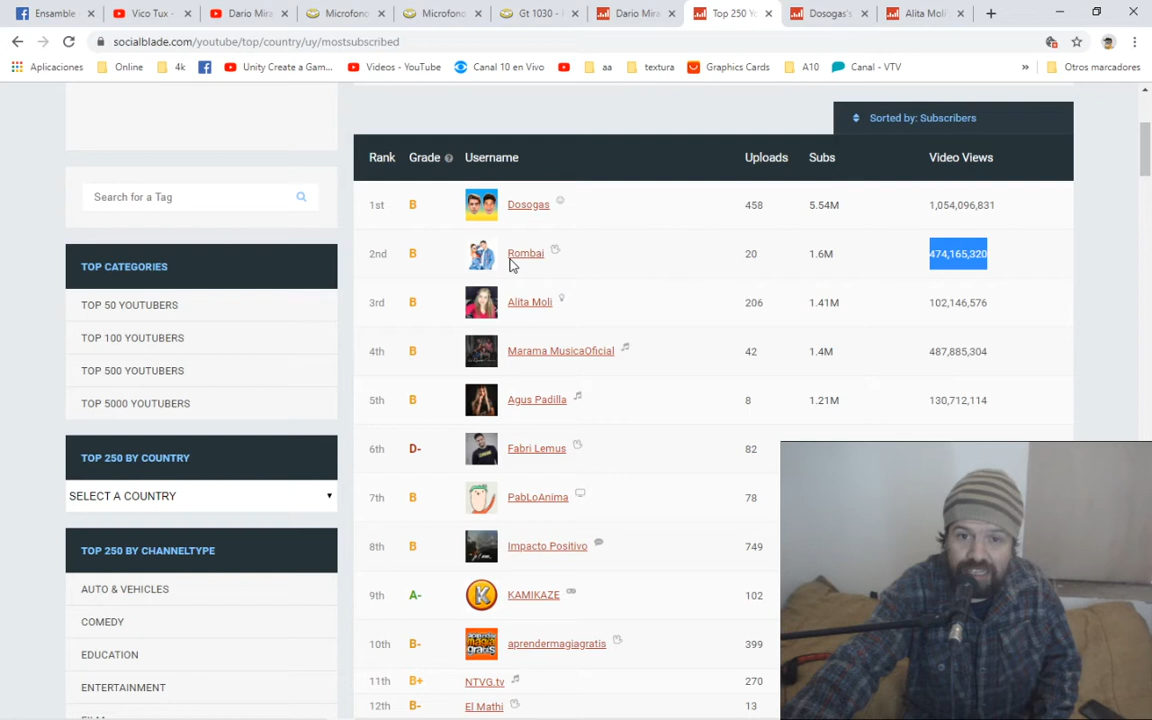 Ensamble
Vico Tux -
Dario Mira
Microfono
Microfono
Gt 1030 -
Dario Mira
Top 250 Yo
Dosogas's
Alita Moli'
socialblade.com/youtube/top/country/uy/mostsubscribed
Aplicaciones
Online
4k
Unity Create a Gam...
Videos - YouTube
Canal 10 en Vivo
aa
textura
Graphics Cards
A10
Canal - VTV
»
Otros marcadores
Sorted by: Subscribers
Rank Grade Username Uploads Subs Video Views
1st B Dosogas 458 5.54M 1,054,096,831
2nd B Rombai 20 1.6M 474,165,320
3rd B Alita Moli 206 1.41M 102,146,576
4th B Marama MusicaOficial 42 1.4M 487,885,304
5th B Agus Padilla 8 1.21M 130,712,114
6th D- Fabri Lemus 82
7th B PabLoAnima 78
8th B Impacto Positivo 749
9th A- KAMIKAZE 102
10th B- aprendermagiagratis 399
11th B+ NTVG.tv 270
12th B- El Mathi 13
Search for a Tag
TOP CATEGORIES
TOP 50 YOUTUBERS
TOP 100 YOUTUBERS
TOP 500 YOUTUBERS
TOP 5000 YOUTUBERS
TOP 250 BY COUNTRY
SELECT A COUNTRY
TOP 250 BY CHANNELTYPE
AUTO & VEHICLES
COMEDY
EDUCATION
ENTERTAINMENT